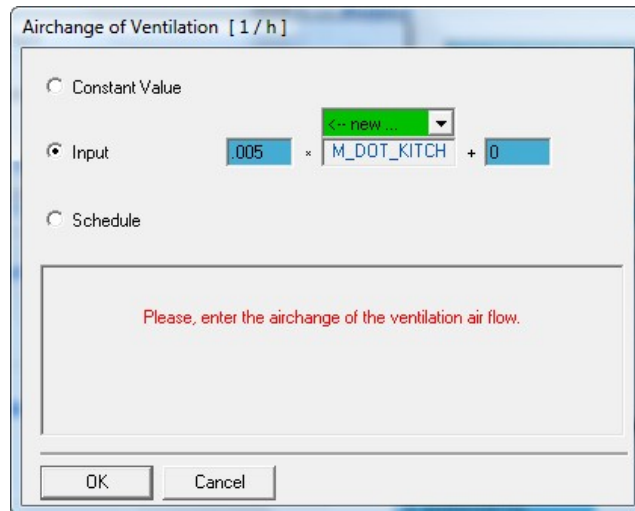 Airchange of Ventilation [ 1 / h ]
Constant Value
<-- new ...
Input .005 × M_DOT_KITCH + 0
Schedule
Please, enter the airchange of the ventilation air flow.
OK Cancel